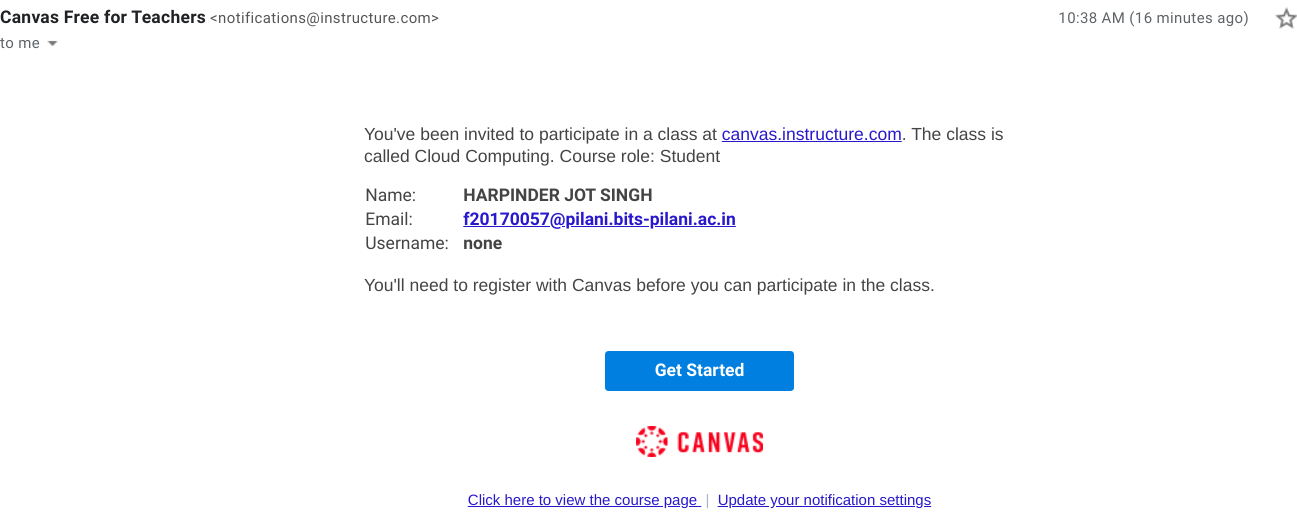 Canvas Free for Teachers <notifications@instructure.com> 10:38 AM (16 minutes ago)
to me
You've been invited to participate in a class at canvas.instructure.com. The class is
called Cloud Computing. Course role: Student
Name: HARPINDER JOT SINGH
Email: f20170057@pilani.bits-pilani.ac.in
Username: none
You'll need to register with Canvas before you can participate in the class.
Get Started
CANVAS
Click here to view the course page | Update your notification settings